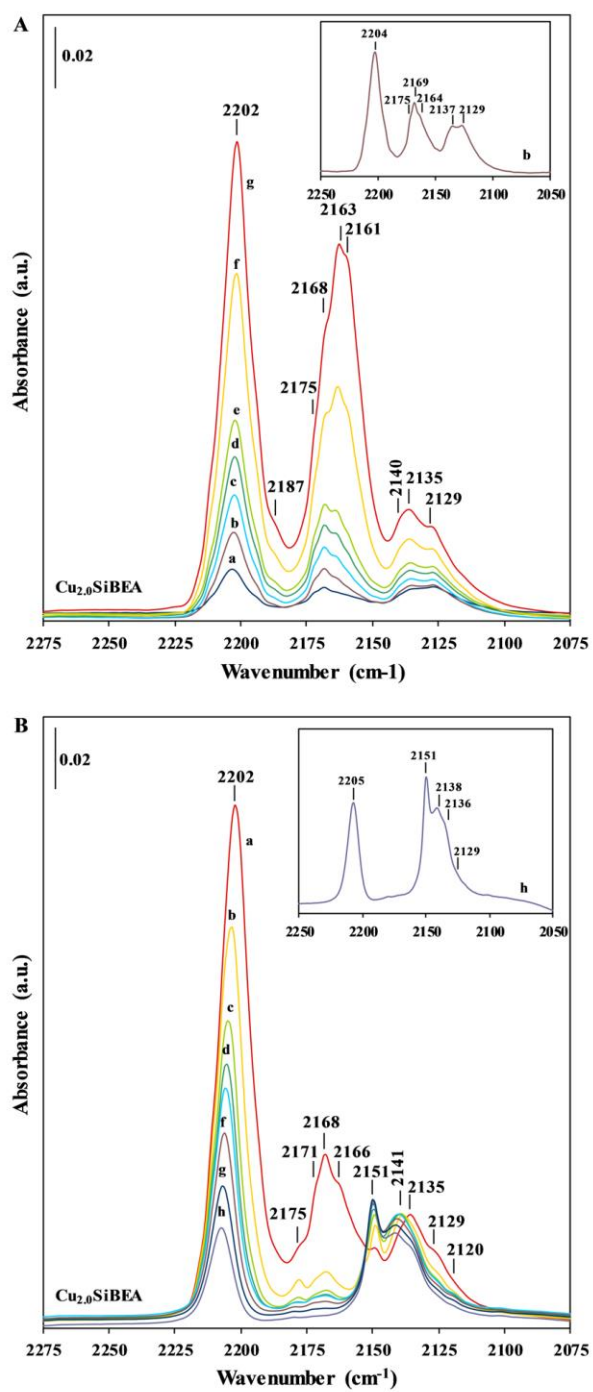 A
0.02
2202
g
f
e
d
c
b
a
2187
2163
2161
2168
2175
2140
2135
2129
Cu2.0SiBEA
2204
2169
2175
2164
2137
2129
b
2250 2200 2150 2100 2050
2275 2250 2225 2200 2175 2150 2125 2100 2075
Wavenumber (cm-1)
Absorbance (a.u.)
B
0.02
2202
a
b
c
d
f
g
h
2175
2171
2168
2166
2151
2141
2135
2129
2120
Cu2.0SiBEA
2205
2151
2138
2136
2129
h
2250 2200 2150 2100 2050
2275 2250 2225 2200 2175 2150 2125 2100 2075
Wavenumber (cm-1)
Absorbance (a.u.)